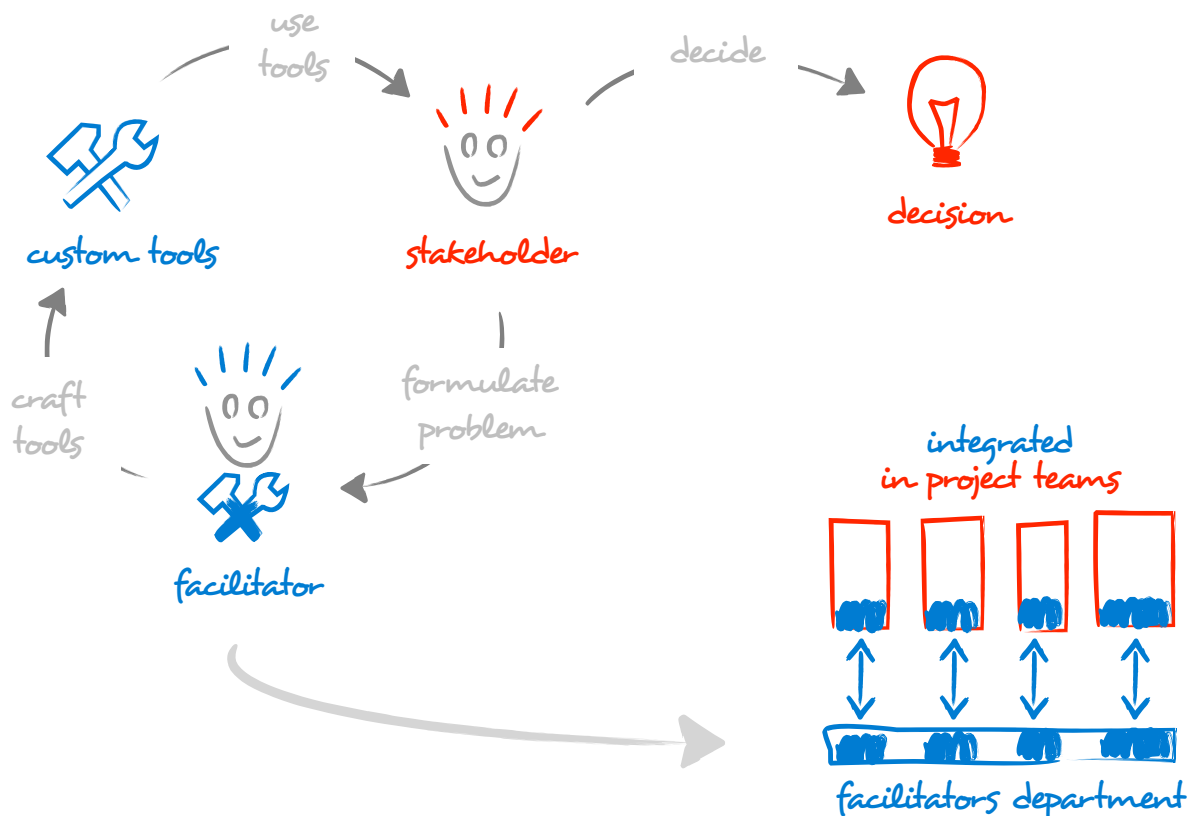 use
tools
decide
decision
custom tools
stakeholder
craft
tools
formulate
problem
facilitator
integrated
in project teams
facilitators department